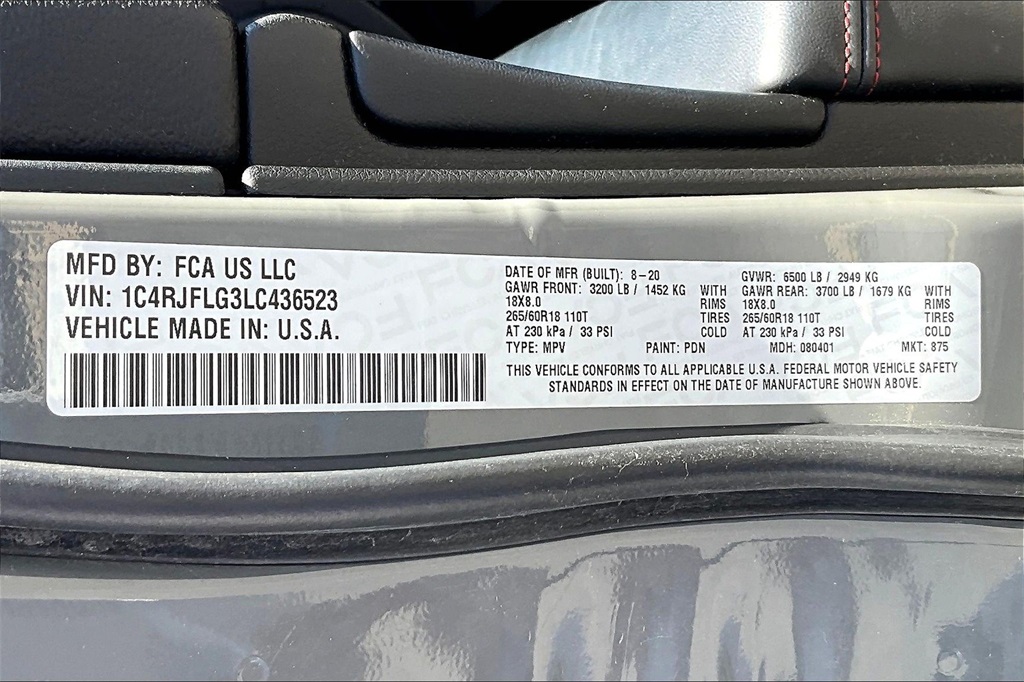 MFD BY: FCA US LLC
VIN: 1C4RJFLG3LC436523
VEHICLE MADE IN: U.S.A.
DATE OF MFR (BUILT): 8-20 GVWR: 6500 LB / 2949 KG
GAWR FRONT: 3200 LB / 1452 KG WITH GAWR REAR: 3700 LB / 1679 KG WITH
18X8.0 RIMS 18X8.0 RIMS
265/60R18 110T TIRES 265/60R18 110T TIRES
AT 230 kPa / 33 PSI COLD AT 230 kPa / 33 PSI COLD
TYPE: MPV PAINT: PDN MDH: 080401 MKT: 875
THIS VEHICLE CONFORMS TO ALL APPLICABLE U.S.A. FEDERAL MOTOR VEHICLE SAFETY
STANDARDS IN EFFECT ON THE DATE OF MANUFACTURE SHOWN ABOVE.